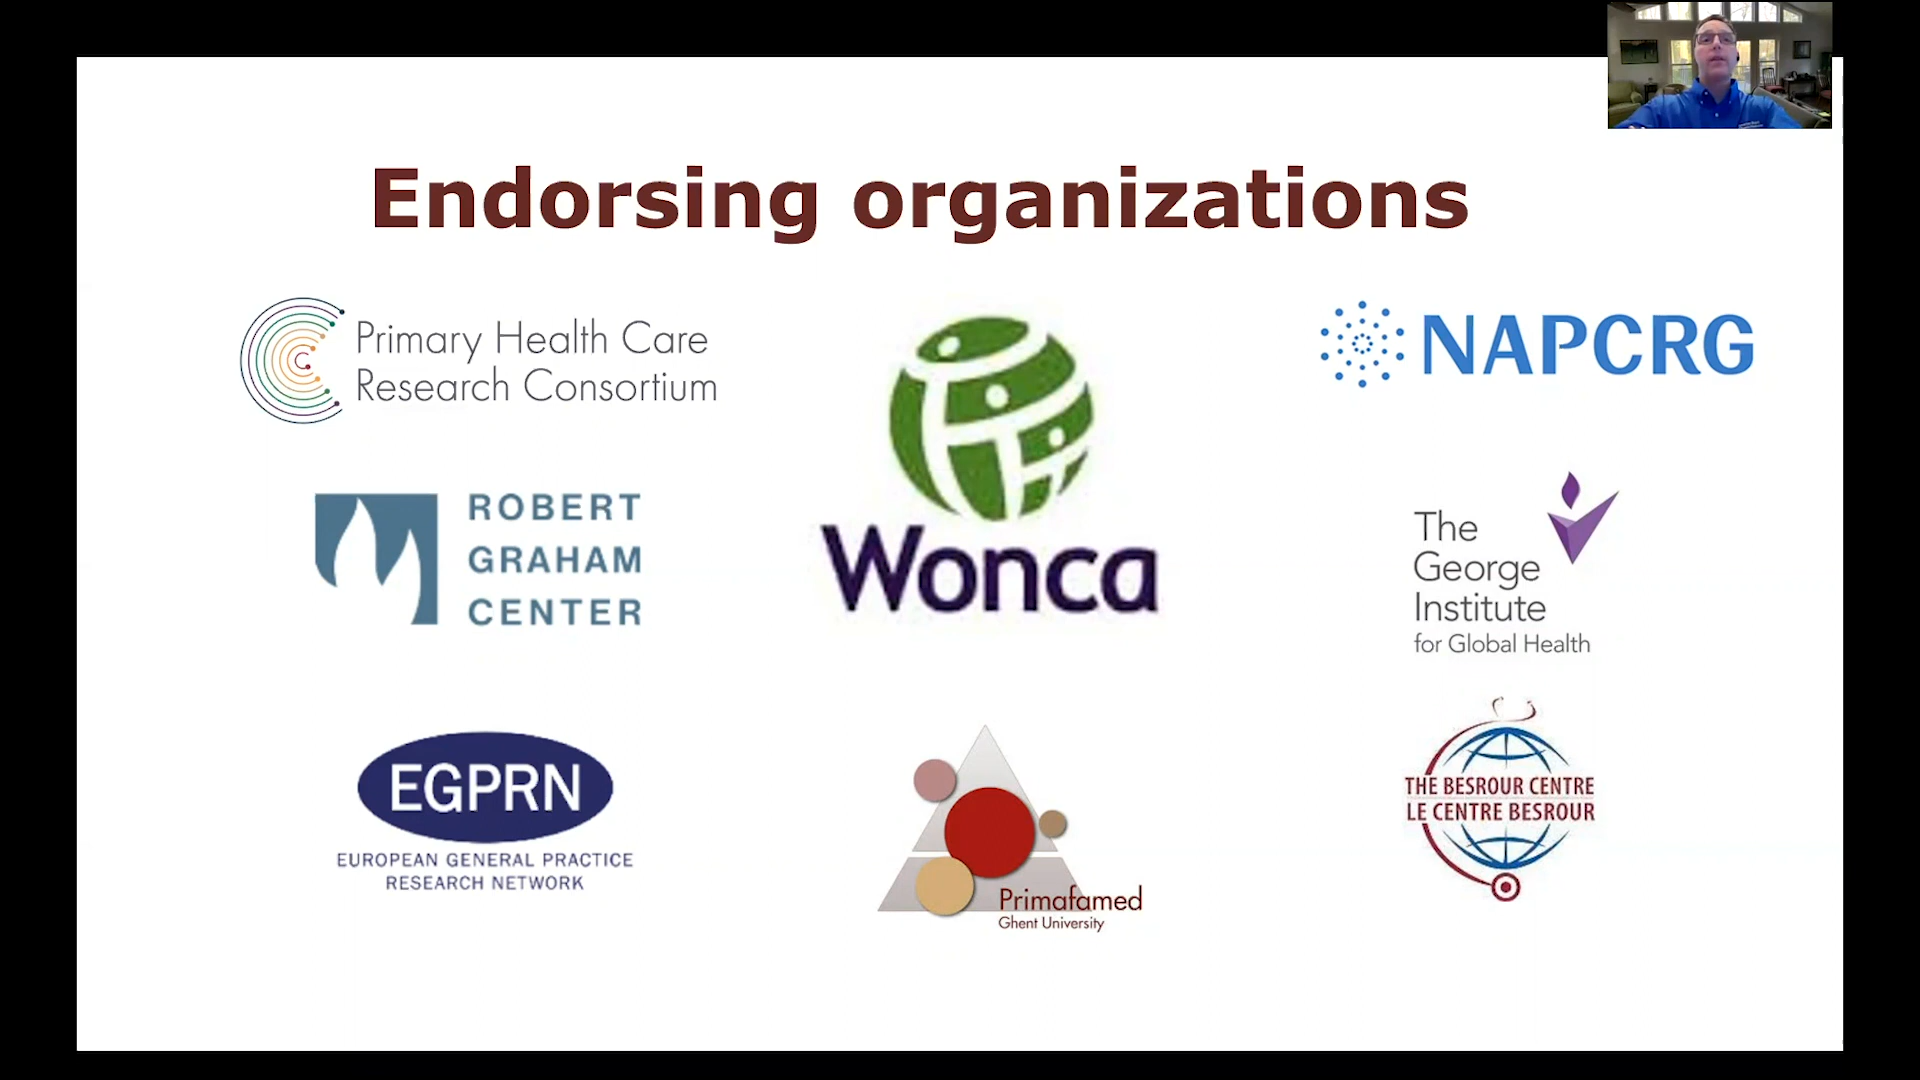 Endorsing organizations
Primary Health Care
Research Consortium
Wonca
NAPCRG
ROBERT
GRAHAM
CENTER
The
George
Institute
for Global Health
EGPRN
EUROPEAN GENERAL PRACTICE
RESEARCH NETWORK
Primafamed
Ghent University
THE BESROUR CENTRE
LE CENTRE BESROUR